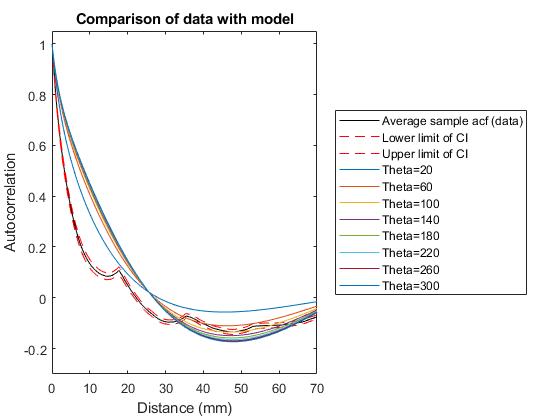 Comparison of data with model
1
0.8
0.6
0.4
0.2
0
-0.2
Autocorrelation
0 10 20 30 40 50 60 70
Distance (mm)
Average sample acf (data)
Lower limit of CI
Upper limit of CI
Theta=20
Theta=60
Theta=100
Theta=140
Theta=180
Theta=220
Theta=260
Theta=300